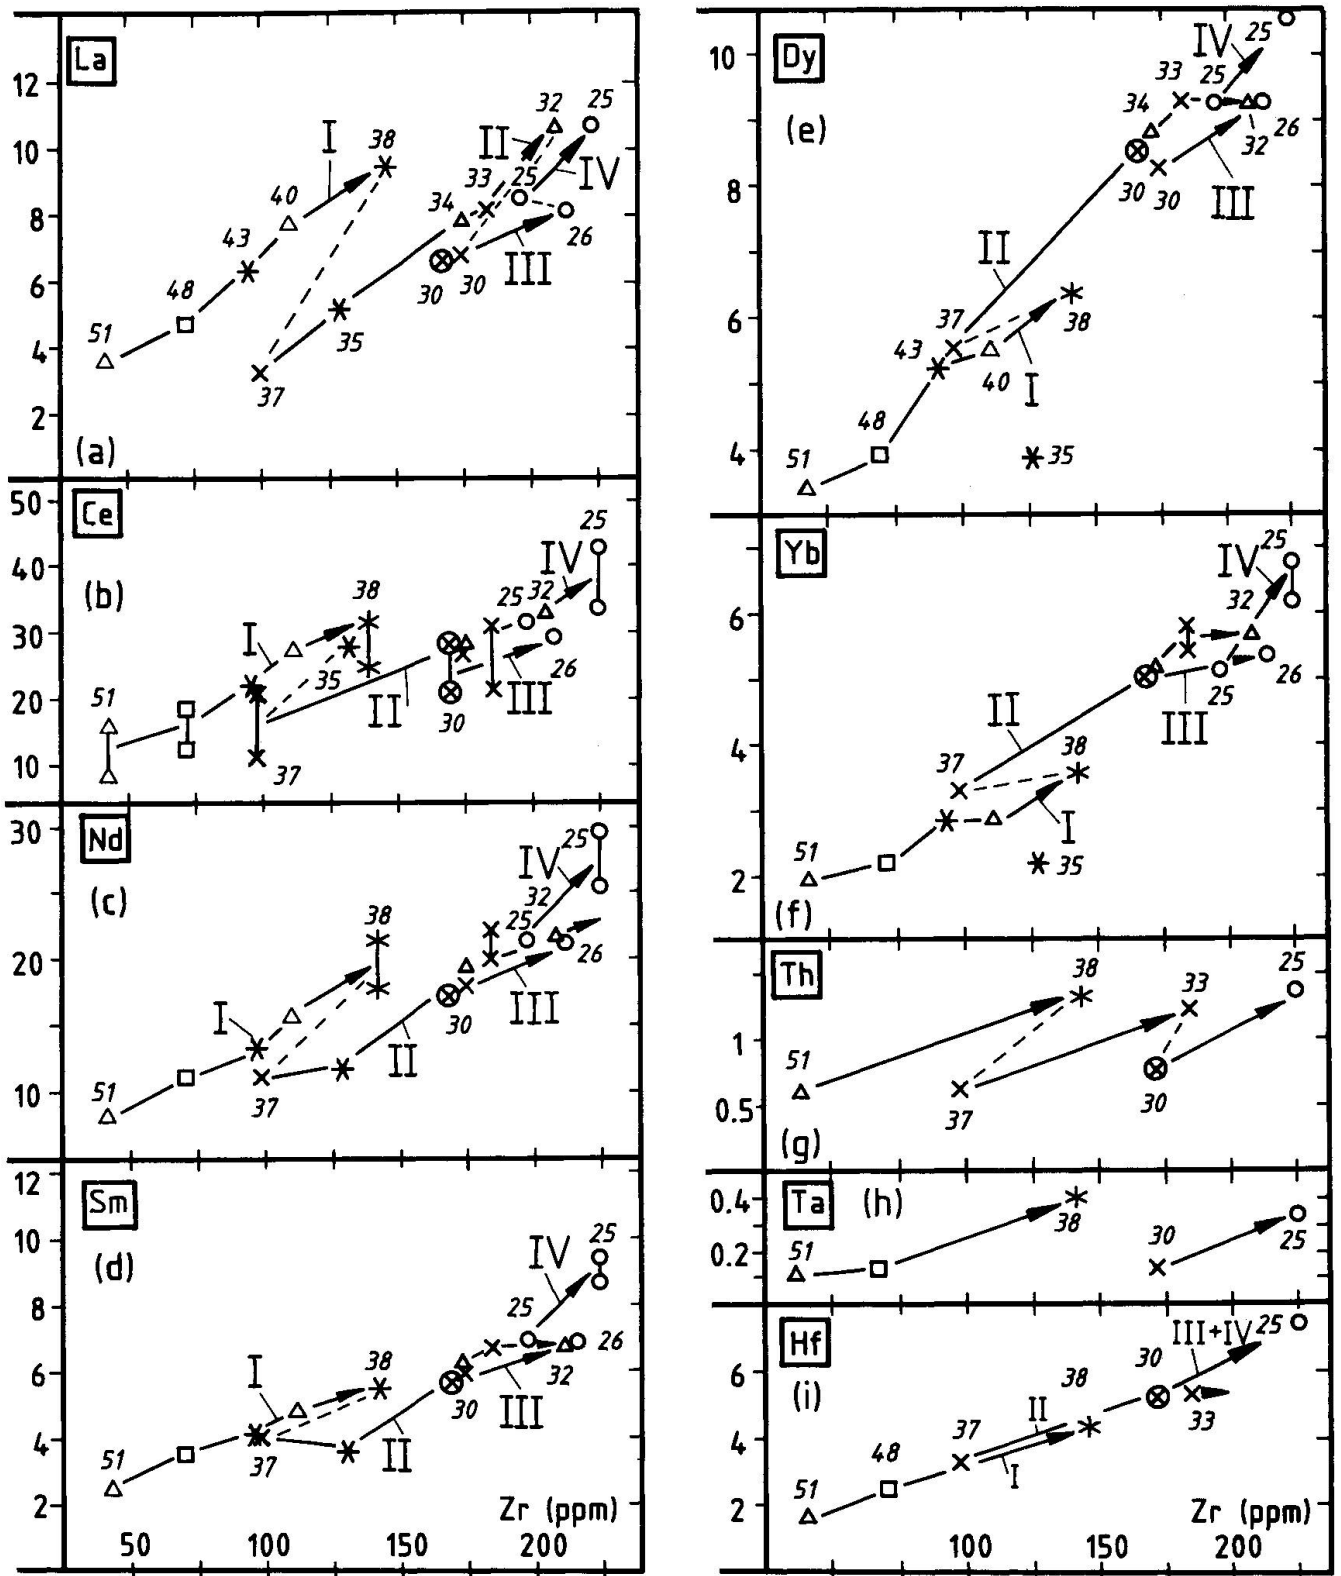 La
12
10
8
6
4
2
(a)
51
48
43
40
I
38
37
35
34
33
II
32
25
25
IV
30
30
III
26
Ce
50
40
30
20
10
(b)
51
I
38
35
37
II
30
25
32
IV
25
III
26
Nd
30
20
10
(c)
51
I
38
37
II
30
25
32
IV
25
III
26
Sm
12
10
8
6
4
2
(d)
51
I
38
37
II
30
25
IV
25
III
32
26
Zr (ppm)
50 100 150 200
Dy
10
8
6
4
(e)
51
48
43
37
II
40
I
38
35
30
30
34
33
25
IV
25
32
26
III
Yb
6
4
2
(f)
51
37
II
38
I
35
III
25
32
IV
25
26
Th
1
0.5
(g)
51
38
37
33
30
25
Ta
(h)
0.4
0.2
51
38
30
25
Hf
6
4
2
(i)
51
48
37
II
I
38
30
III+IV
25
33
Zr (ppm)
100 150 200